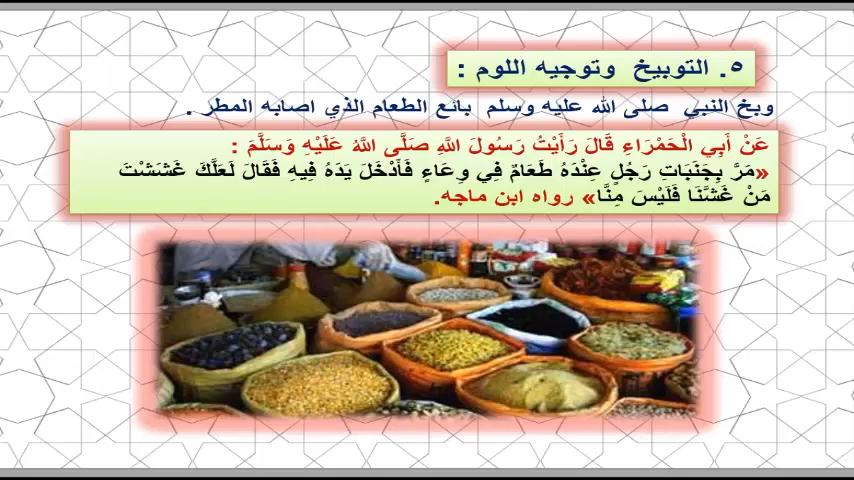 ٥. التوبيخ وتوجيه اللوم :
وبخ النبي صلى الله عليه وسلم بائع الطعام الذي اصابه المطر .
عَنْ أَبِي الْحَمْرَاءِ قَالَ رَأَيْتُ رَسُولَ اللَّهِ صَلَّى اللَّهُ عَلَيْهِ وَسَلَّمَ :
«مَرَّ بِجَنَبَاتِ رَجُلٍ عِنْدَهُ طَعَامٌ فِي وِعَاءٍ فَأَدْخَلَ يَدَهُ فِيهِ فَقَالَ لَعَلَّكَ غَشَشْتَ
مَنْ غَشَّنَا فَلَيْسَ مِنَّا» رواه ابن ماجه.